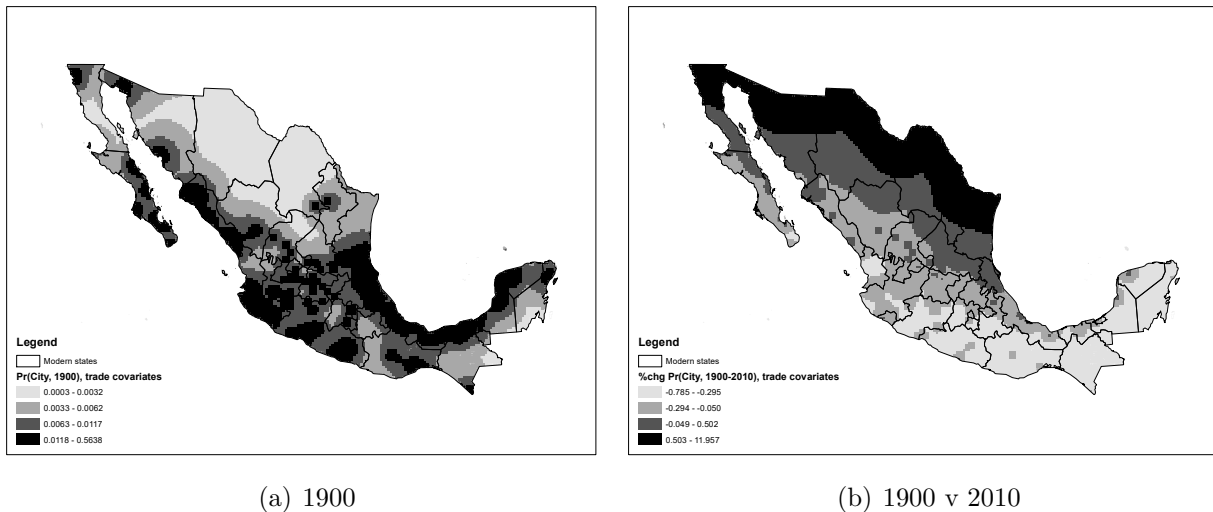 Legend
Modern states
Pr(City, 1900), trade covariates
0.0003 - 0.0032
0.0033 - 0.0062
0.0063 - 0.0117
0.0118 - 0.5638
(a) 1900
Legend
Modern states
%chg Pr(City, 1900-2010), trade covariates
-0.785 - -0.295
-0.294 - -0.050
-0.049 - 0.502
0.503 - 11.957
(b) 1900 v 2010